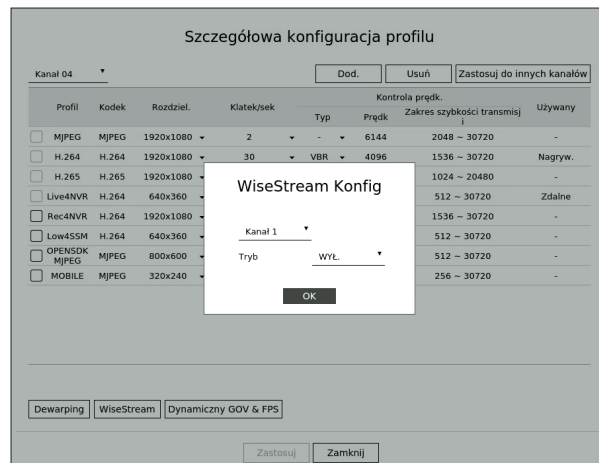 Szczegółowa konfiguracja profilu
Kanał 04
Dod.
Usuń
Zastosuj do innych kanałów
Profil Kodek Rozdziel. Klatek/sek Kontrola prędk. Używany
Typ Prędk Zakres szybkości transmisj
i
MJPEG MJPEG 1920x1080 2 - 6144 2048 ~ 30720 -
H.264 H.264 1920x1080 30 VBR 4096 1536 ~ 30720 Nagryw.
H.265 H.265 1920x1080 1024 ~ 20480 -
Live4NVR H.264 640x360 512 ~ 30720 Zdalne
Rec4NVR H.264 1920x1080 1536 ~ 30720 -
Low4SSM H.264 640x360 512 ~ 30720 -
OPENSDK
MJPEG MJPEG 800x600 512 ~ 30720 -
MOBILE MJPEG 320x240 256 ~ 30720 -
WiseStream Konfig
Kanał 1
Tryb WYŁ.
OK
Dewarping
WiseStream
Dynamiczny GOV & FPS
Zastosuj
Zamknij